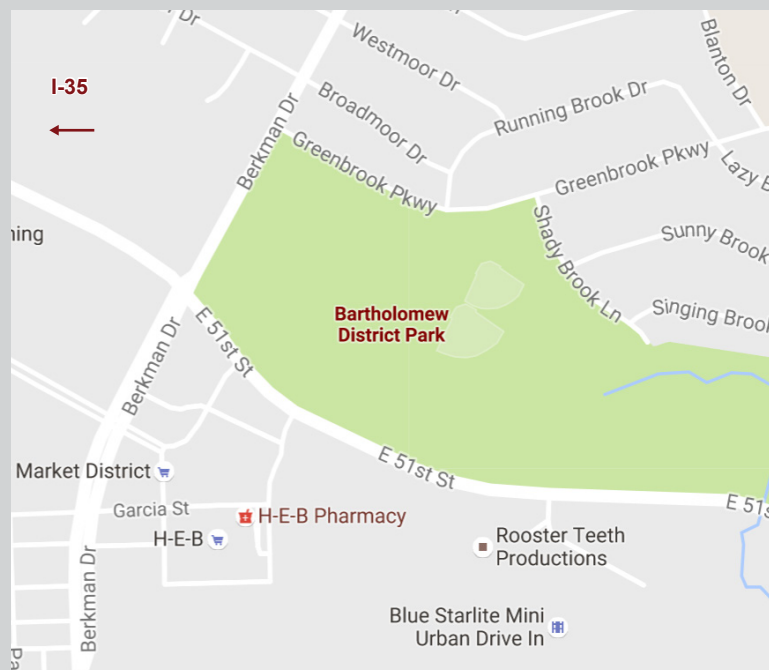 Dr
Westmoor Dr
Blanton Dr
I-35
Broadmoor Dr
Running Brook Dr
Berkman Dr
Greenbrook Pkwy
Greenbrook Pkwy
Lazy B
Shady Brook Ln
Sunny Brook
ning
Singing Brook
E 51st St
Bartholomew
District Park
Berkman Dr
E 51st St
Market District
E 51s
Garcia St
H-E-B Pharmacy
H-E-B
Rooster Teeth
Productions
Berkman Dr
Blue Starlite Mini
Urban Drive In